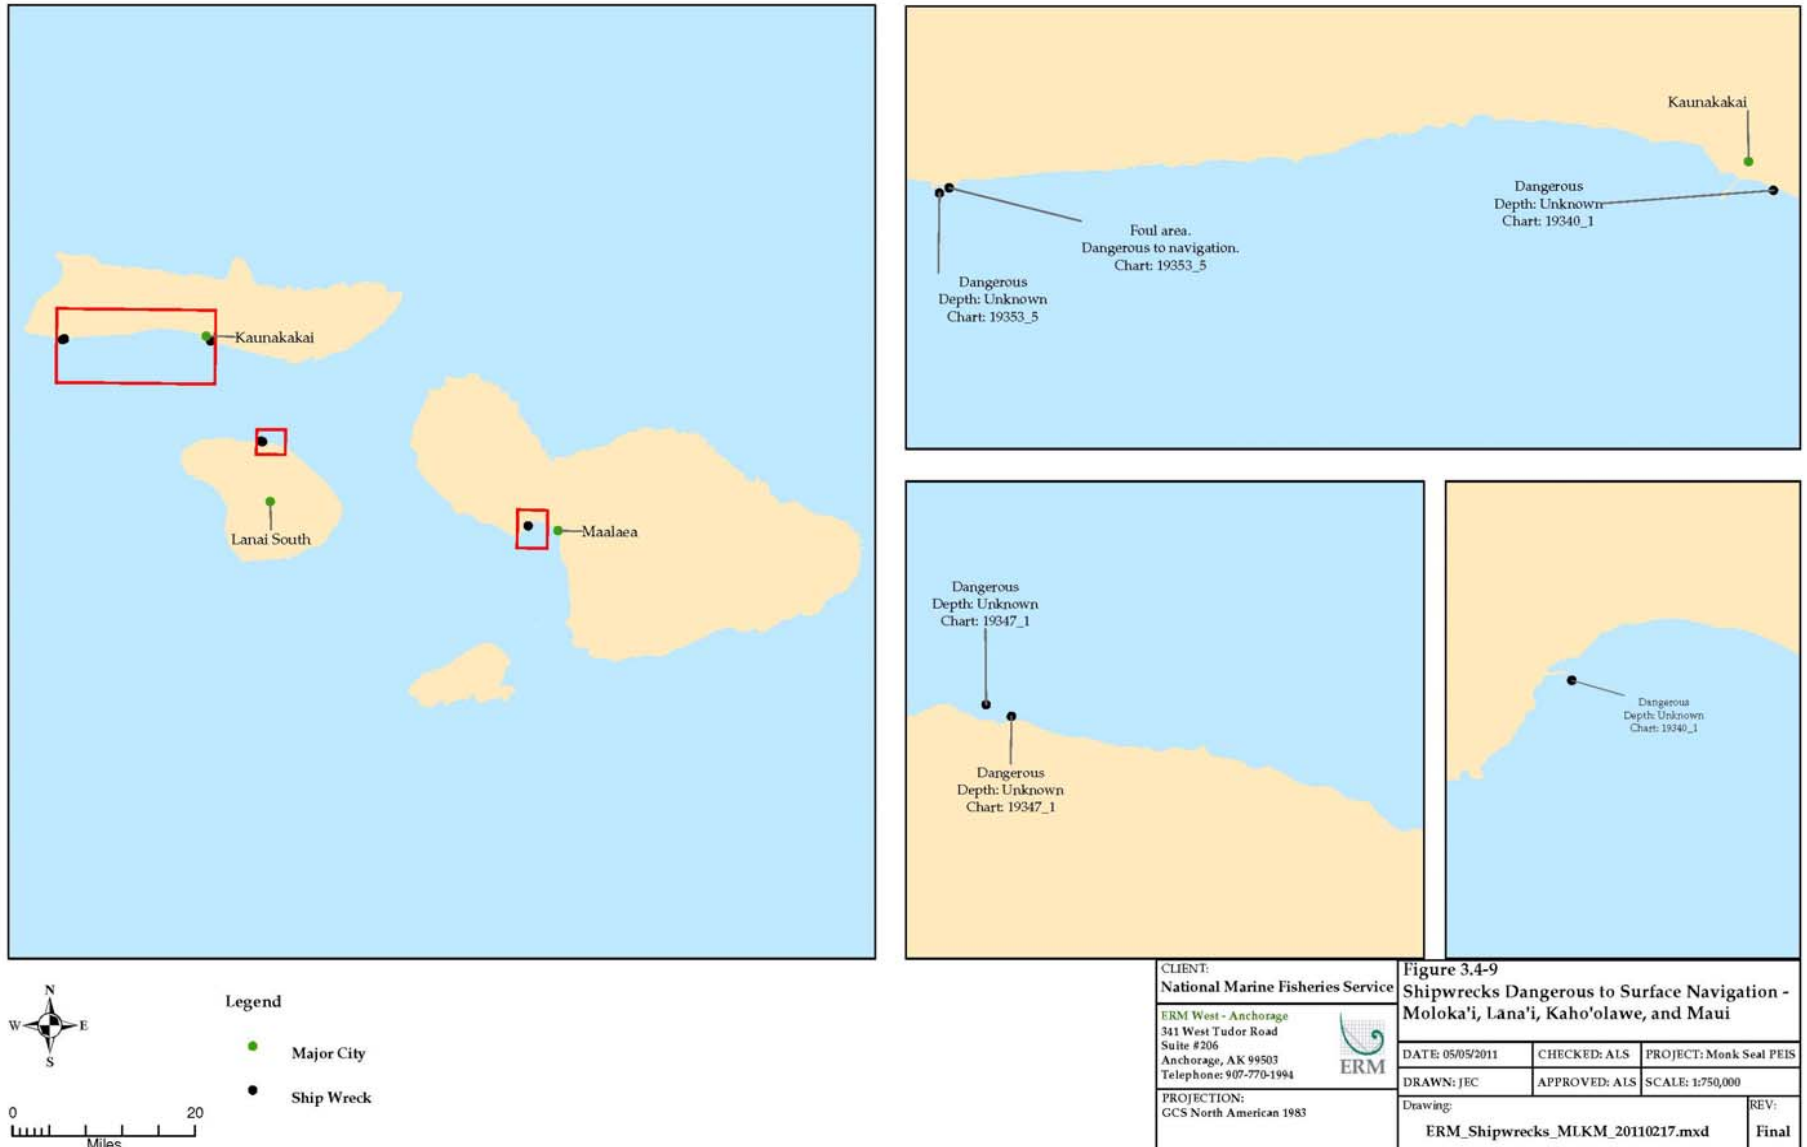 Kaunakakai
Lanai South
Maalaea
Kaunakakai
Dangerous
Depth: Unknown
Chart: 19340_1
Foul area.
Dangerous to navigation.
Chart: 19353_5
Dangerous
Depth: Unknown
Chart: 19353_5
Dangerous
Depth: Unknown
Chart: 19347_1
Dangerous
Depth: Unknown
Chart: 19347_1
Dangerous
Depth: Unknown
Chart: 19340_1
N
W E
S
Legend
Major City
Ship Wreck
0 20
Miles
CLIENT:
National Marine Fisheries Service
ERM West - Anchorage
341 West Tudor Road
Suite #206
Anchorage, AK 99503
Telephone: 907-770-1994
ERM
PROJECTION:
GCS North American 1983
Figure 3.4-9
Shipwrecks Dangerous to Surface Navigation -
Moloka'i, Lana'i, Kaho'olawe, and Maui
DATE: 05/05/2011 CHECKED: ALS PROJECT: Monk Seal PEIS
DRAWN: JEC APPROVED: ALS SCALE: 1:750,000
Drawing: REV:
ERM_Shipwrecks_MLKM_20110217.mxd Final